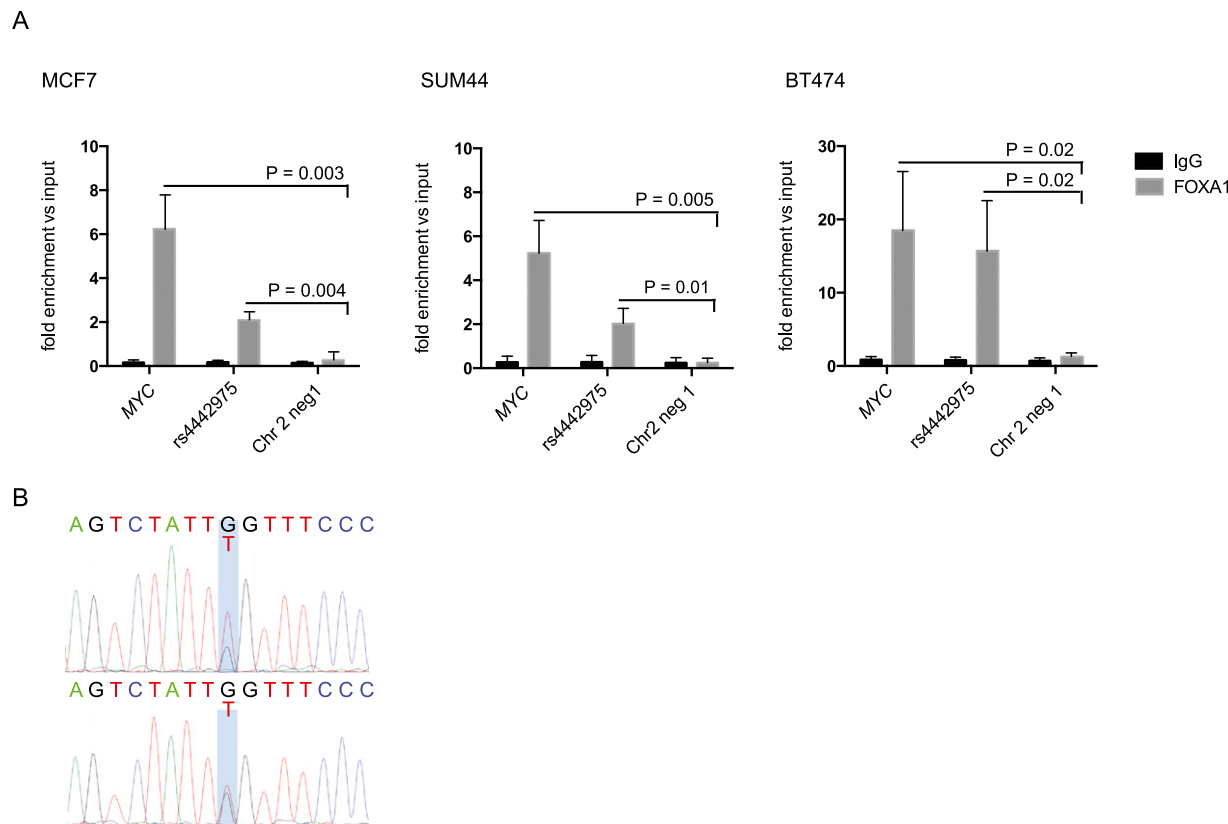 A
MCF7
fold enrichment vs input
10
8
6
4
2
0
P = 0.003
P = 0.004
MYC
rs4442975
Chr 2 neg1
SUM44
fold enrichment vs input
10
8
6
4
2
0
P = 0.005
P = 0.01
MYC
rs4442975
Chr2 neg 1
BT474
fold enrichment vs input
30
20
10
0
P = 0.02
P = 0.02
MYC
rs4442975
Chr 2 neg 1
IgG
FOXA1
B
A G T C T A T T G G T T T C C C
T
A G T C T A T T G G T T T C C C
T